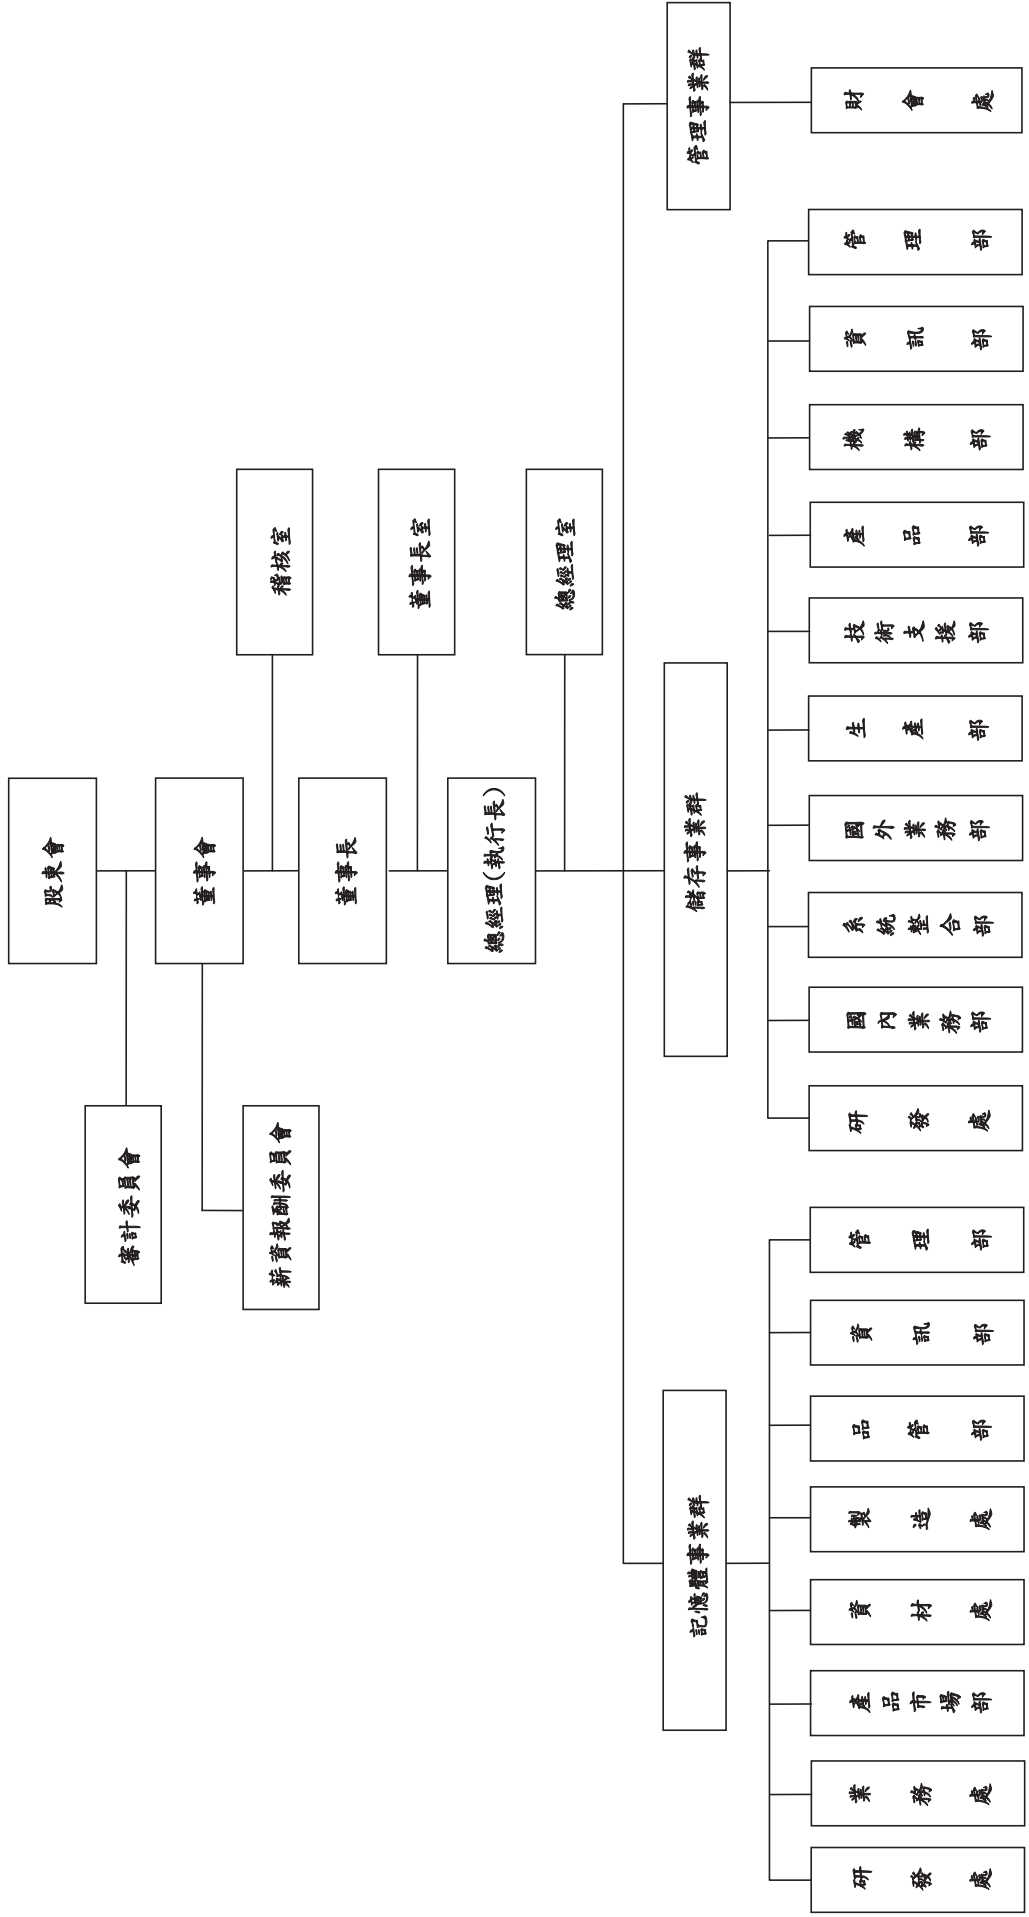 股東會
審計委員會
董事會
薪資報酬委員會
稽核室
董事長
董事長室
總經理(執行長)
總經理室
記憶體事業群
儲存事業群
管理事業群
研發處
業務處
產品市場部
資材處
製造處
品管部
資訊部
管理部
研發處
國內業務部
系統整合部
國外業務部
生產部
技術支援部
產品部
機構部
資訊部
管理部
財會處